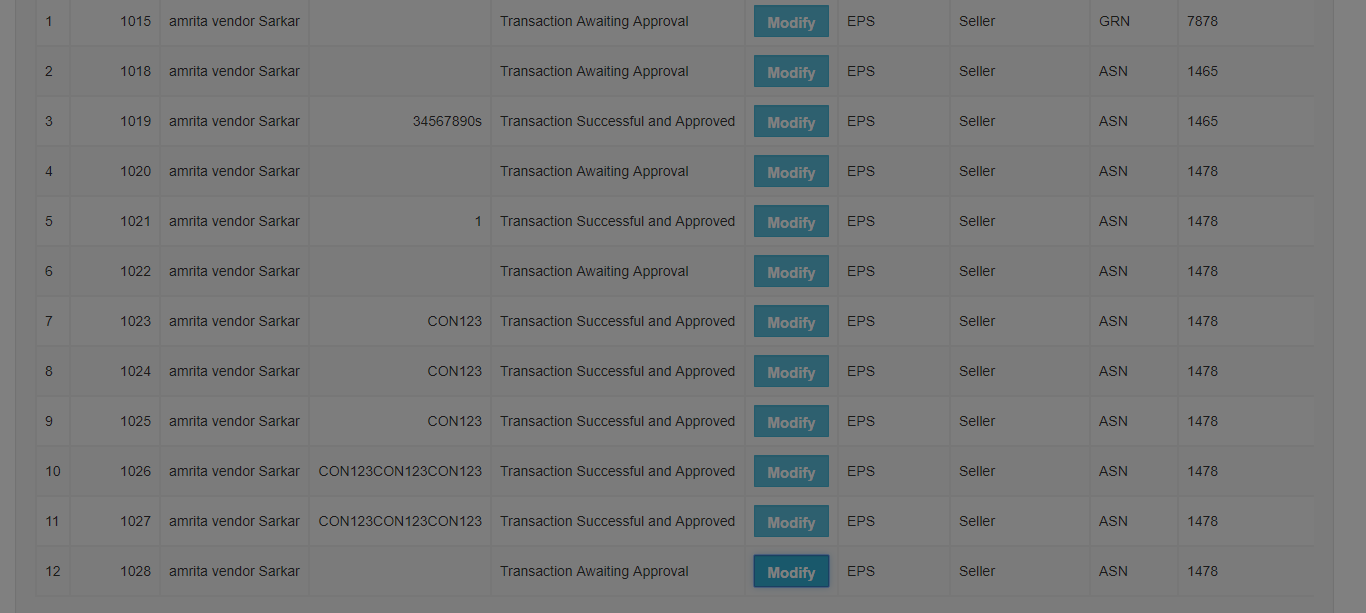 1 1015 amrita vendor Sarkar Transaction Awaiting Approval Modify EPS Seller GRN 7878
2 1018 amrita vendor Sarkar Transaction Awaiting Approval Modify EPS Seller ASN 1465
3 1019 amrita vendor Sarkar 34567890s Transaction Successful and Approved Modify EPS Seller ASN 1465
4 1020 amrita vendor Sarkar Transaction Awaiting Approval Modify EPS Seller ASN 1478
5 1021 amrita vendor Sarkar 1 Transaction Successful and Approved Modify EPS Seller ASN 1478
6 1022 amrita vendor Sarkar Transaction Awaiting Approval Modify EPS Seller ASN 1478
7 1023 amrita vendor Sarkar CON123 Transaction Successful and Approved Modify EPS Seller ASN 1478
8 1024 amrita vendor Sarkar CON123 Transaction Successful and Approved Modify EPS Seller ASN 1478
9 1025 amrita vendor Sarkar CON123 Transaction Successful and Approved Modify EPS Seller ASN 1478
10 1026 amrita vendor Sarkar CON123CON123CON123 Transaction Successful and Approved Modify EPS Seller ASN 1478
11 1027 amrita vendor Sarkar CON123CON123CON123 Transaction Successful and Approved Modify EPS Seller ASN 1478
12 1028 amrita vendor Sarkar Transaction Awaiting Approval Modify EPS Seller ASN 1478